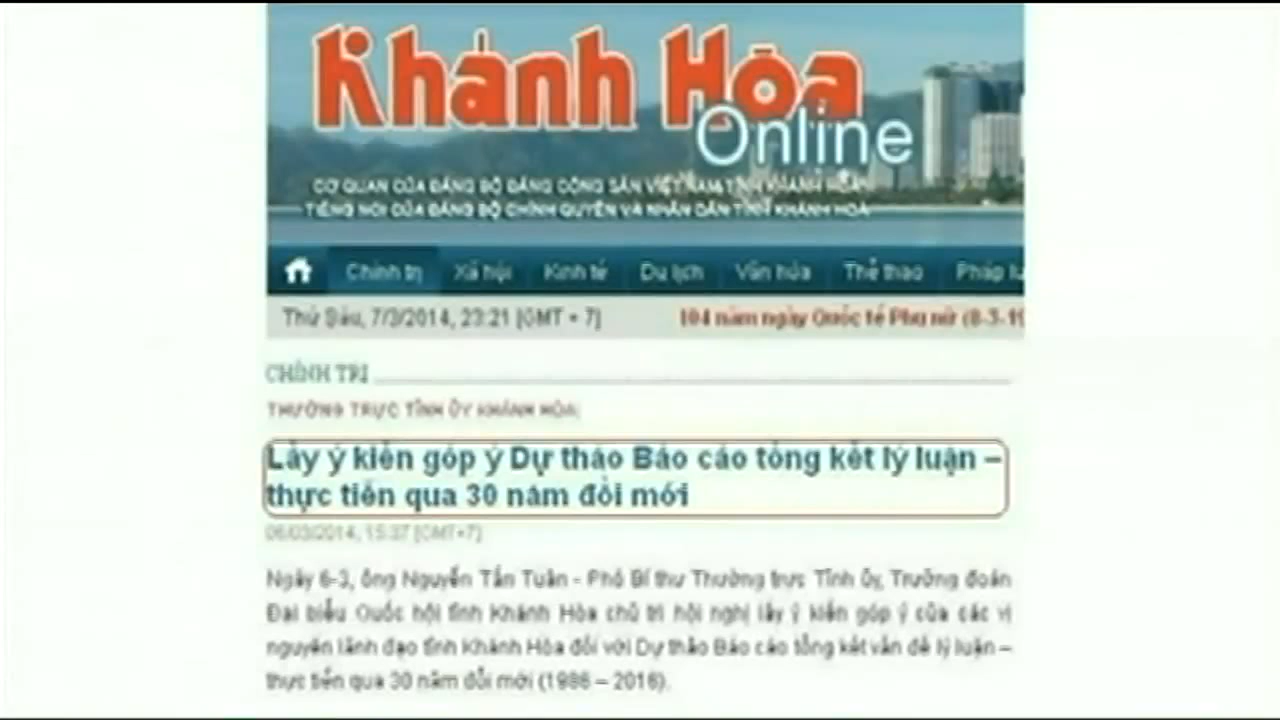 Khánh Hòa
Online
CƠ QUAN CỦA ĐẢNG BỘ ĐẢNG CỘNG SẢN VIỆT NAM TỈNH KHÁNH HOÀ
TIẾNG NÓI CỦA ĐẢNG BỘ CHÍNH QUYỀN VÀ NHÂN DÂN TỈNH KHÁNH HOÀ
Chính trị Xã hội Kinh tế Du lịch Văn hóa Thể thao Pháp lu
Thứ Sáu, 7/3/2014, 23:21 [GMT + 7] 104 năm ngày Quốc tế Phụ nữ (8-3-19
CHÍNH TRỊ
THƯỜNG TRỰC TỈNH ỦY KHÁNH HÒA:
Lấy ý kiến góp ý Dự thảo Báo cáo tổng kết lý luận –
thực tiễn qua 30 năm đổi mới
06/03/2014, 15:37 [GMT+7]
Ngày 6-3, ông Nguyễn Tấn Tuân - Phó Bí thư Thường trực Tỉnh ủy, Trưởng đoàn
Đại biểu Quốc hội tỉnh Khánh Hòa chủ trì hội nghị lấy ý kiến góp ý của các vị
nguyên lãnh đạo tỉnh Khánh Hòa đối với Dự thảo Báo cáo tổng kết vấn đề lý luận –
thực tiễn qua 30 năm đổi mới (1986 – 2016).